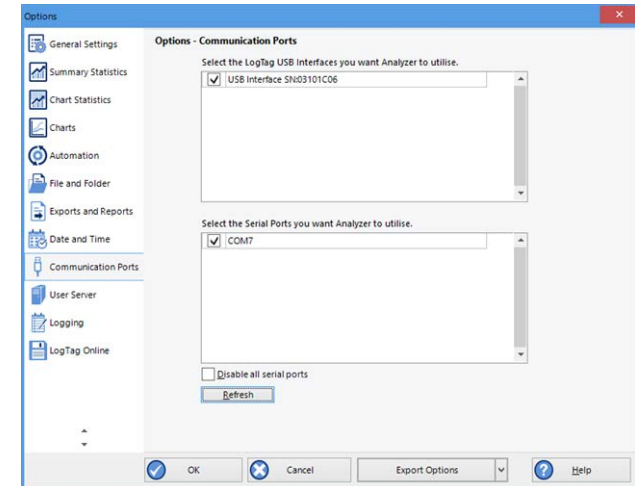 Options
General Settings
Summary Statistics
Chart Statistics
Charts
Automation
File and Folder
Exports and Reports
Date and Time
Communication Ports
User Server
Logging
LogTag Online
Options - Communication Ports
Select the LogTag USB Interfaces you want Analyzer to utilise.
USB Interface SN:03101C06
Select the Serial Ports you want Analyzer to utilise.
COM7
Disable all serial ports
Refresh
OK
Cancel
Export Options
Help